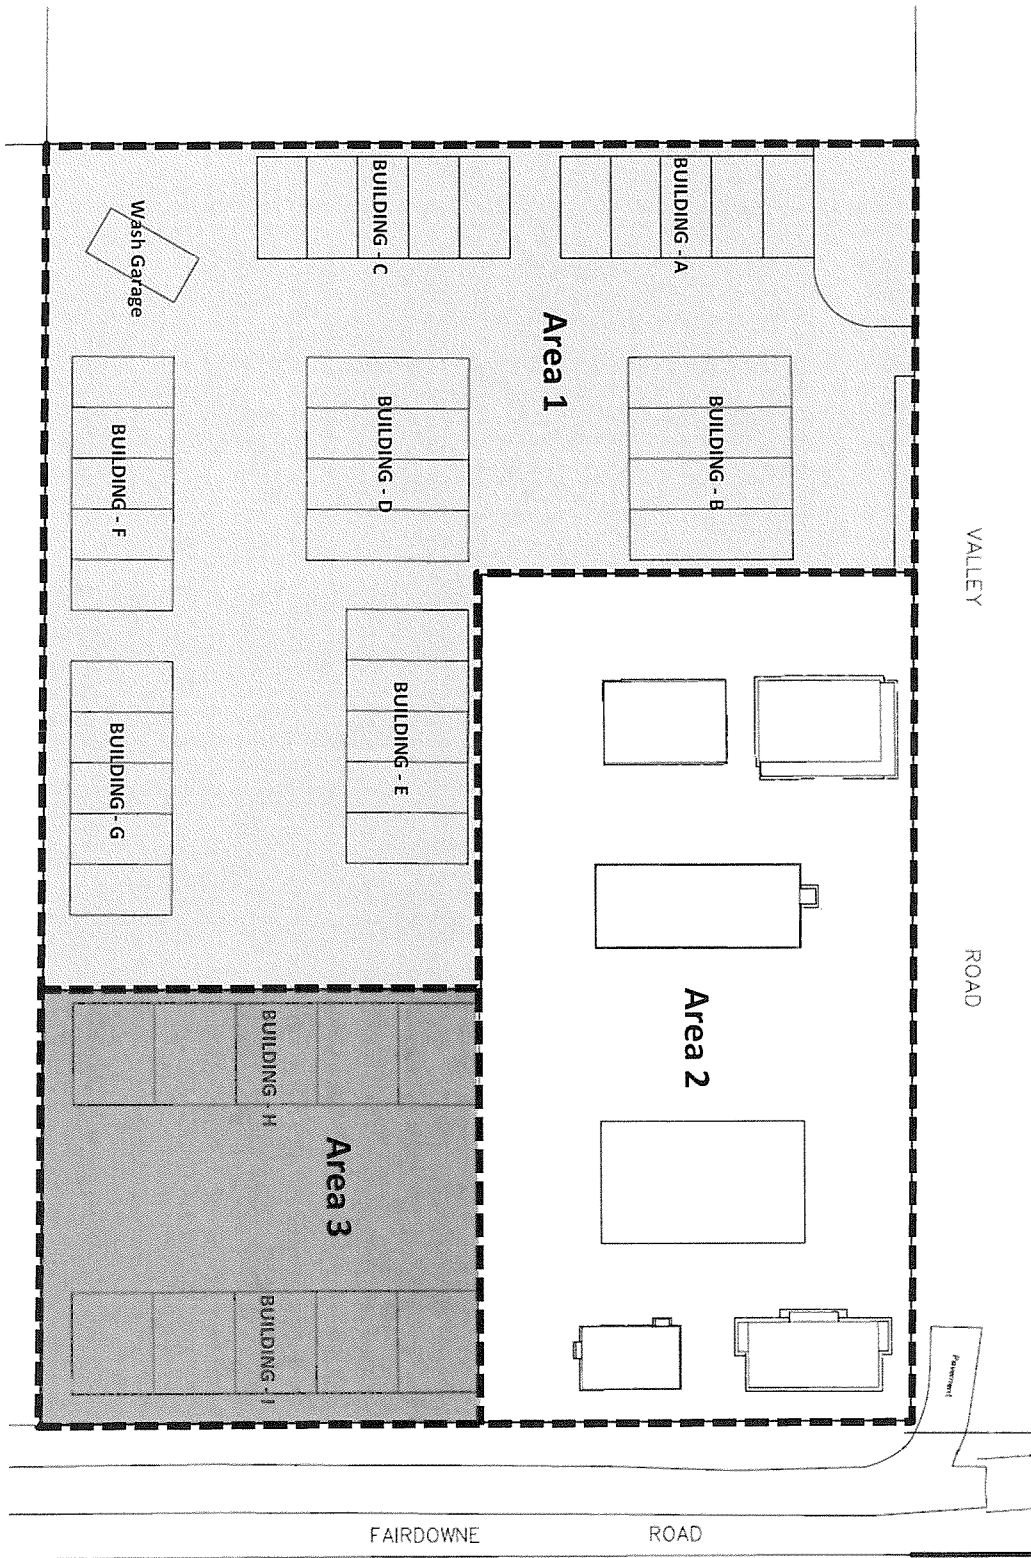 BUILDING - C
BUILDING - A
Wash Garage
Area 1
BUILDING - F
BUILDING - D
BUILDING - B
VALLEY
BUILDING - G
BUILDING - E
ROAD
Area 2
BUILDING - H
Area 3
BUILDING - I
Pavement
FAIRDOWNE
ROAD